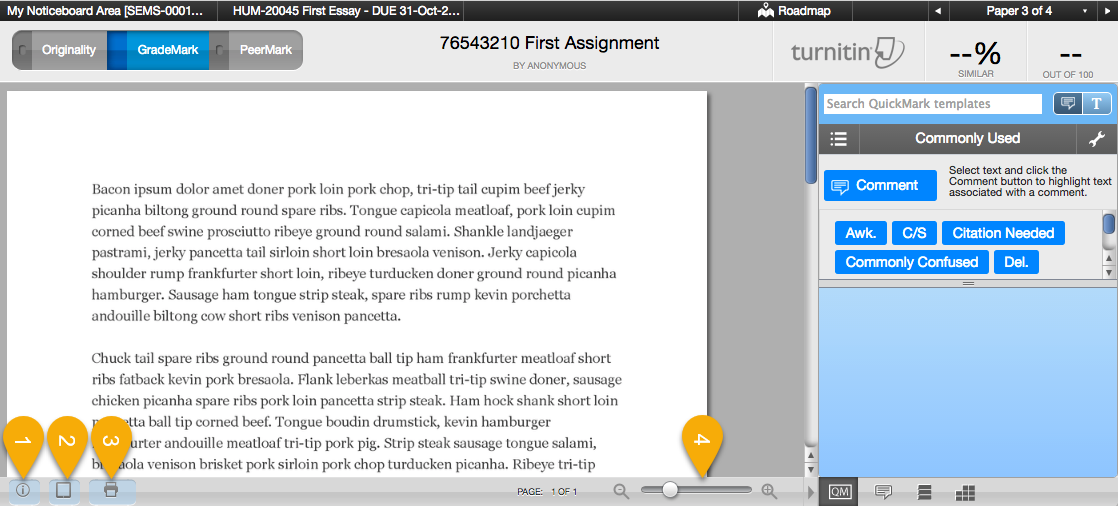 My Noticeboard Area [SEMS-0001...
HUM-20045 First Essay - DUE 31-Oct-2...
Roadmap
Paper 3 of 4
Originality
GradeMark
PeerMark
76543210 First Assignment
BY ANONYMOUS
turnitin
--%
SIMILAR
--
OUT OF 100
Bacon ipsum dolor amet doner pork loin pork chop, tri-tip tail cupim beef jerky
picanha biltong ground round spare ribs. Tongue capicola meatloaf, pork loin cupim
corned beef swine prosciutto ribeye ground round salami. Shankle landjaeger
pastrami, jerky pancetta tail sirloin short loin bresaola venison. Jerky capicola
shoulder rump frankfurter short loin, ribeye turducken doner ground round picanha
hamburger. Sausage ham tongue strip steak, spare ribs rump kevin porchetta
andouille biltong cow short ribs venison pancetta.
Chuck tail spare ribs ground round pancetta ball tip ham frankfurter meatloaf short
ribs fatback kevin pork bresaola. Flank leberkas meatball tri-tip swine doner, sausage
chicken picanha spare ribs pork loin pancetta strip steak. Ham hock shank short loin
ball tip corned beef. Tongue boudin drumstick, kevin hamburger
andouille meatloaf tri-tip pork pig. Strip steak sausage tongue salami,
venison brisket pork sirloin pork chop turducken picanha. Ribeye tri-tip
1
2
3
4
PAGE: 1 OF 1
Search QuickMark templates
T
Commonly Used
Comment
Select text and click the
Comment button to highlight text
associated with a comment.
Awk.
C/S
Citation Needed
Commonly Confused
Del.
QM